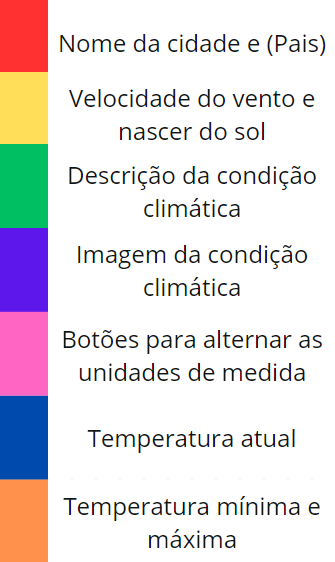 Nome da cidade e (Pais)
Velocidade do vento e
nascer do sol
Descrição da condição
climática
Imagem da condição
climática
Botões para alternar as
unidades de medida
Temperatura atual
Temperatura mínima e
máxima